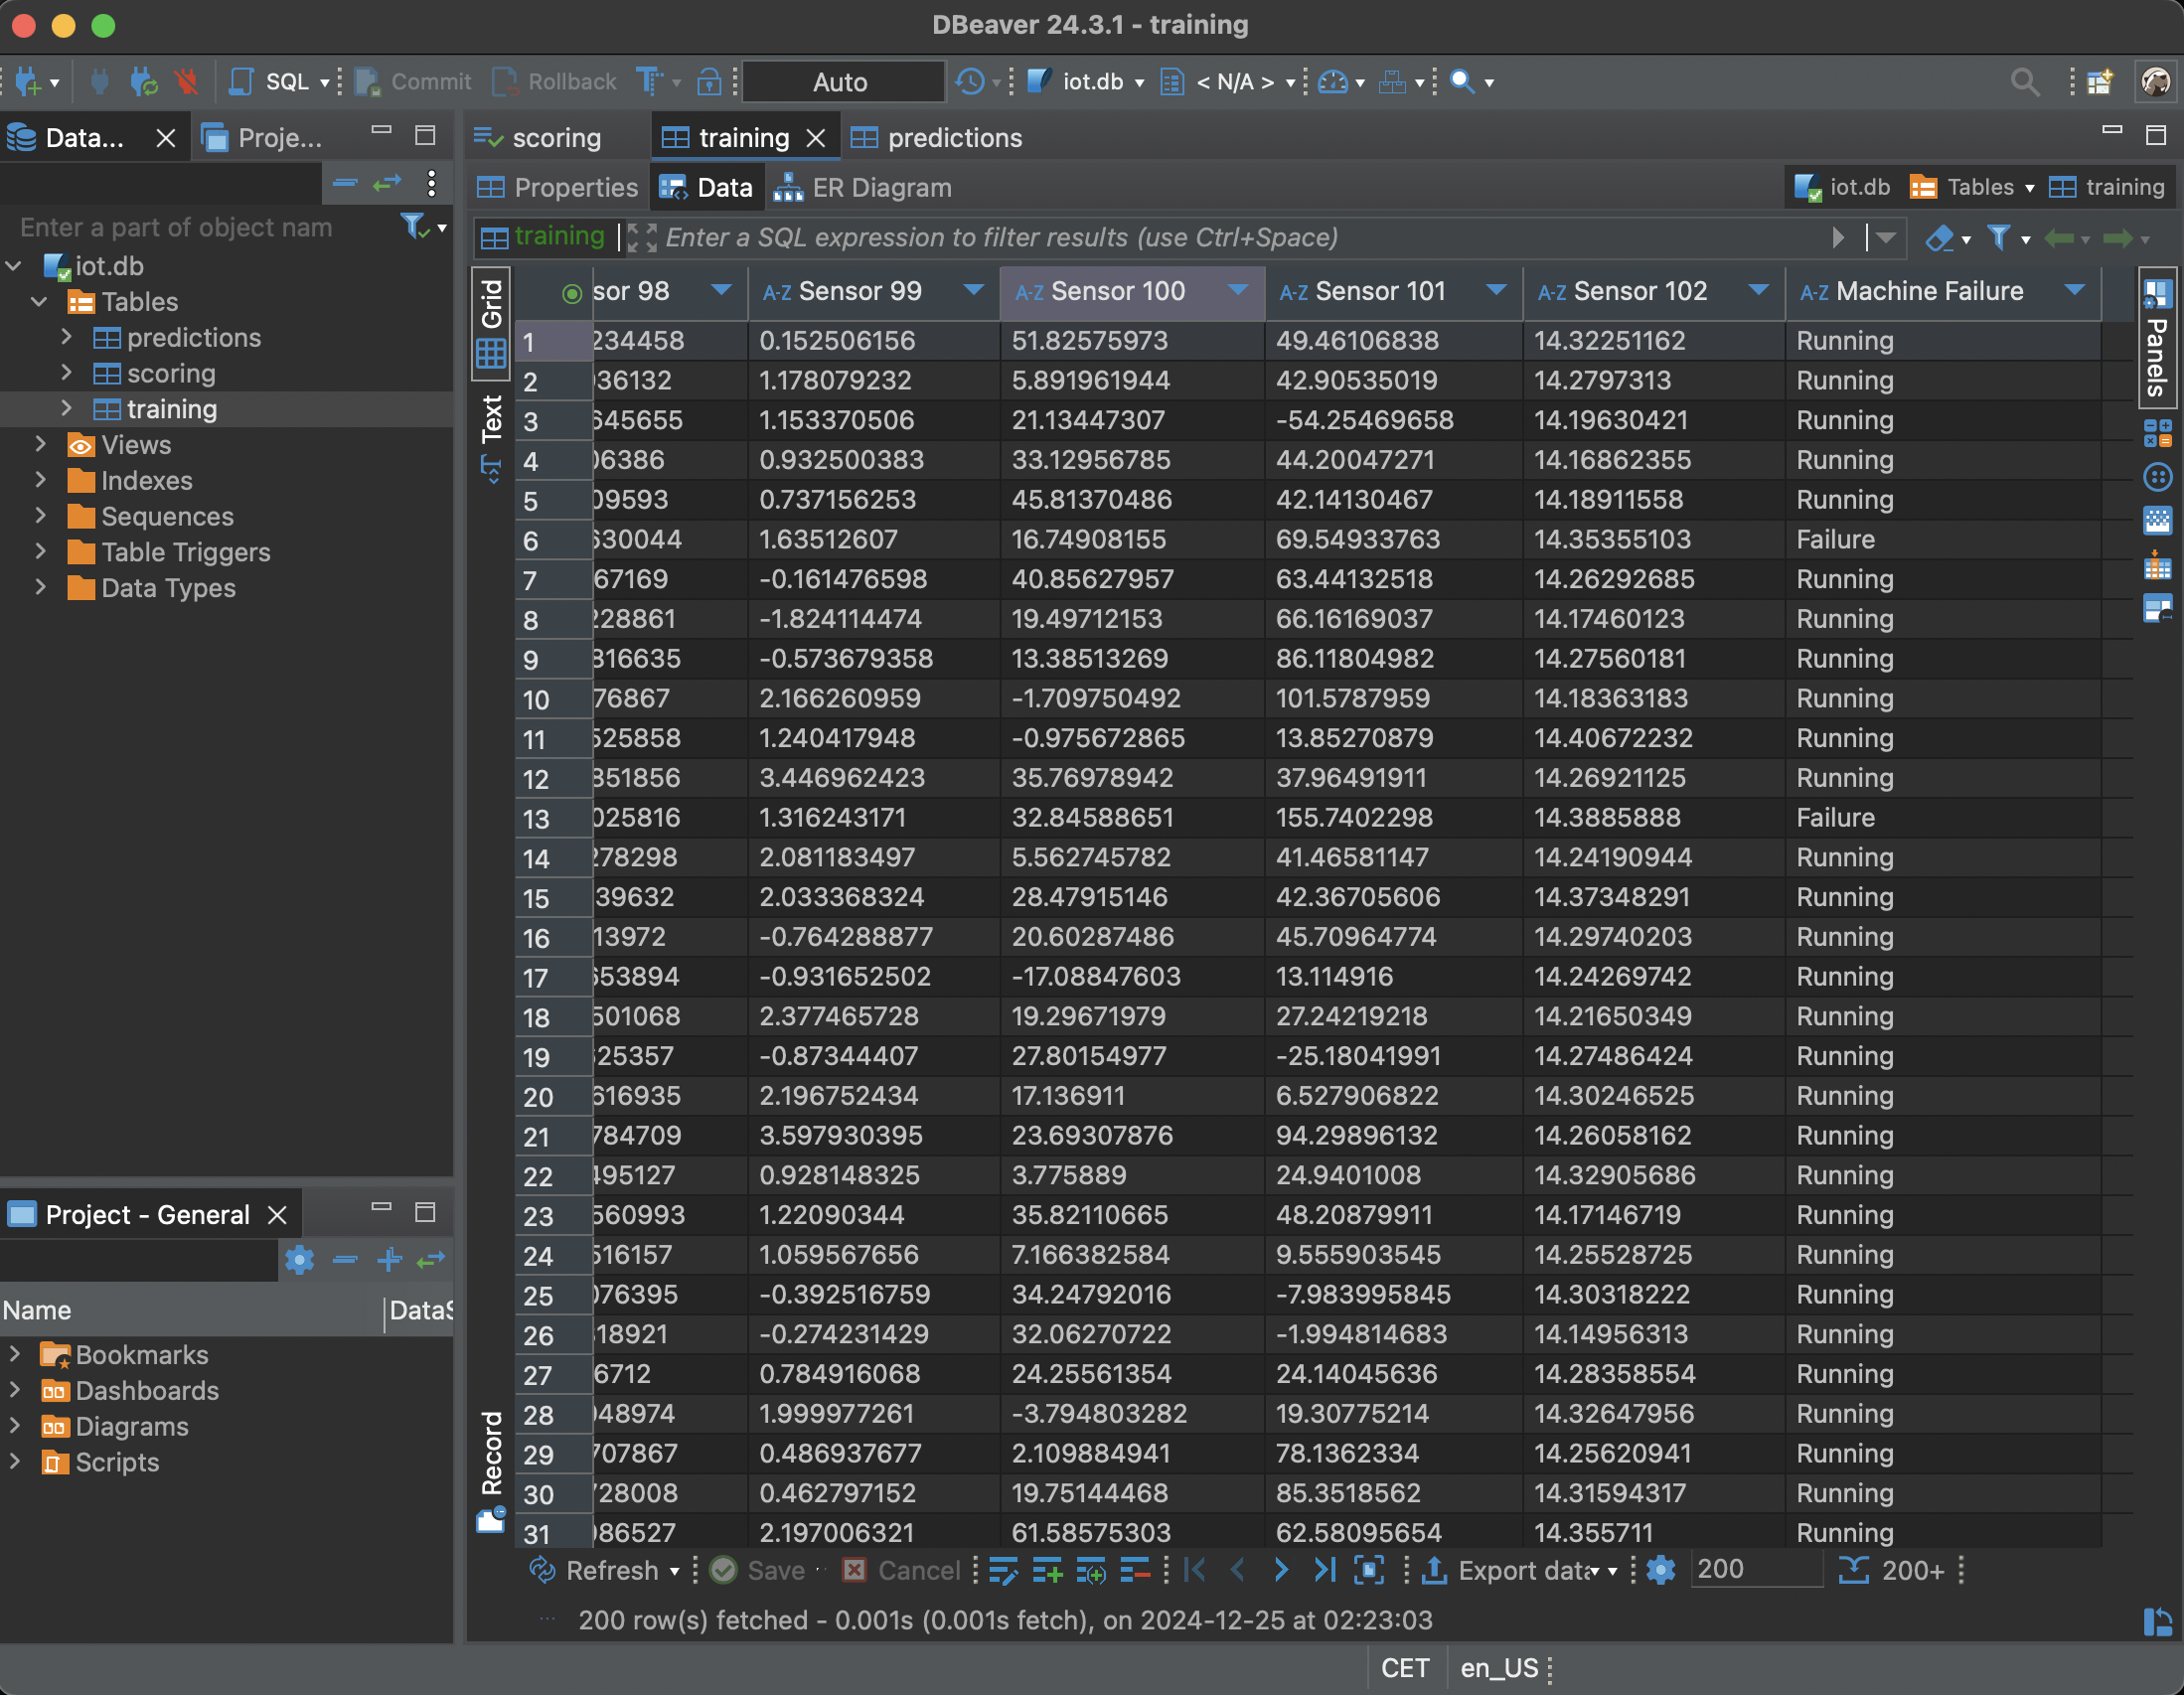 DBeaver 24.3.1 - training
SQL Commit Rollback Auto iot.db < N/A >
Data... Proje...
scoring training predictions
Properties Data ER Diagram iot.db Tables training
Enter a part of object nam
training Enter a SQL expression to filter results (use Ctrl+Space)
iot.db
Tables
predictions
scoring
training
Views
Indexes
Sequences
Table Triggers
Data Types
Project - General
Name DataS
Bookmarks
Dashboards
Diagrams
Scripts
Grid
Text
Record
sor 98 A-Z Sensor 99 A-Z Sensor 100 A-Z Sensor 101 A-Z Sensor 102 A-Z Machine Failure
1 234458 0.152506156 51.82575973 49.46106838 14.32251162 Running
2 36132 1.178079232 5.891961944 42.90535019 14.2797313 Running
3 645655 1.153370506 21.13447307 -54.25469658 14.19630421 Running
4 06386 0.932500383 33.12956785 44.20047271 14.16862355 Running
5 09593 0.737156253 45.81370486 42.14130467 14.18911558 Running
6 630044 1.63512607 16.74908155 69.54933763 14.35355103 Failure
7 67169 -0.161476598 40.85627957 63.44132518 14.26292685 Running
8 228861 -1.824114474 19.49712153 66.16169037 14.17460123 Running
9 816635 -0.573679358 13.38513269 86.11804982 14.27560181 Running
10 76867 2.166260959 -1.709750492 101.5787959 14.18363183 Running
11 525858 1.240417948 -0.975672865 13.85270879 14.40672232 Running
12 851856 3.446962423 35.76978942 37.96491911 14.26921125 Running
13 025816 1.316243171 32.84588651 155.7402298 14.3885888 Failure
14 278298 2.081183497 5.562745782 41.46581147 14.24190944 Running
15 39632 2.033368324 28.47915146 42.36705606 14.37348291 Running
16 13972 -0.764288877 20.60287486 45.70964774 14.29740203 Running
17 653894 -0.931652502 -17.08847603 13.114916 14.24269742 Running
18 501068 2.377465728 19.29671979 27.24219218 14.21650349 Running
19 25357 -0.87344407 27.80154977 -25.18041991 14.27486424 Running
20 616935 2.196752434 17.136911 6.527906822 14.30246525 Running
21 784709 3.597930395 23.69307876 94.29896132 14.26058162 Running
22 495127 0.928148325 3.775889 24.9401008 14.32905686 Running
23 560993 1.22090344 35.82110665 48.20879911 14.17146719 Running
24 516157 1.059567656 7.166382584 9.555903545 14.25528725 Running
25 076395 -0.392516759 34.24792016 -7.983995845 14.30318222 Running
26 18921 -0.274231429 32.06270722 -1.994814683 14.14956313 Running
27 6712 0.784916068 24.25561354 24.14045636 14.28358554 Running
28 48974 1.999977261 -3.794803282 19.30775214 14.32647956 Running
29 707867 0.486937677 2.109884941 78.1362334 14.25620941 Running
30 728008 0.462797152 19.75144468 85.3518562 14.31594317 Running
31 086527 2.197006321 61.58575303 62.58095654 14.355711 Running
Panels
Refresh Save Cancel Export data 200 200+
200 row(s) fetched - 0.001s (0.001s fetch), on 2024-12-25 at 02:23:03
CET en_US